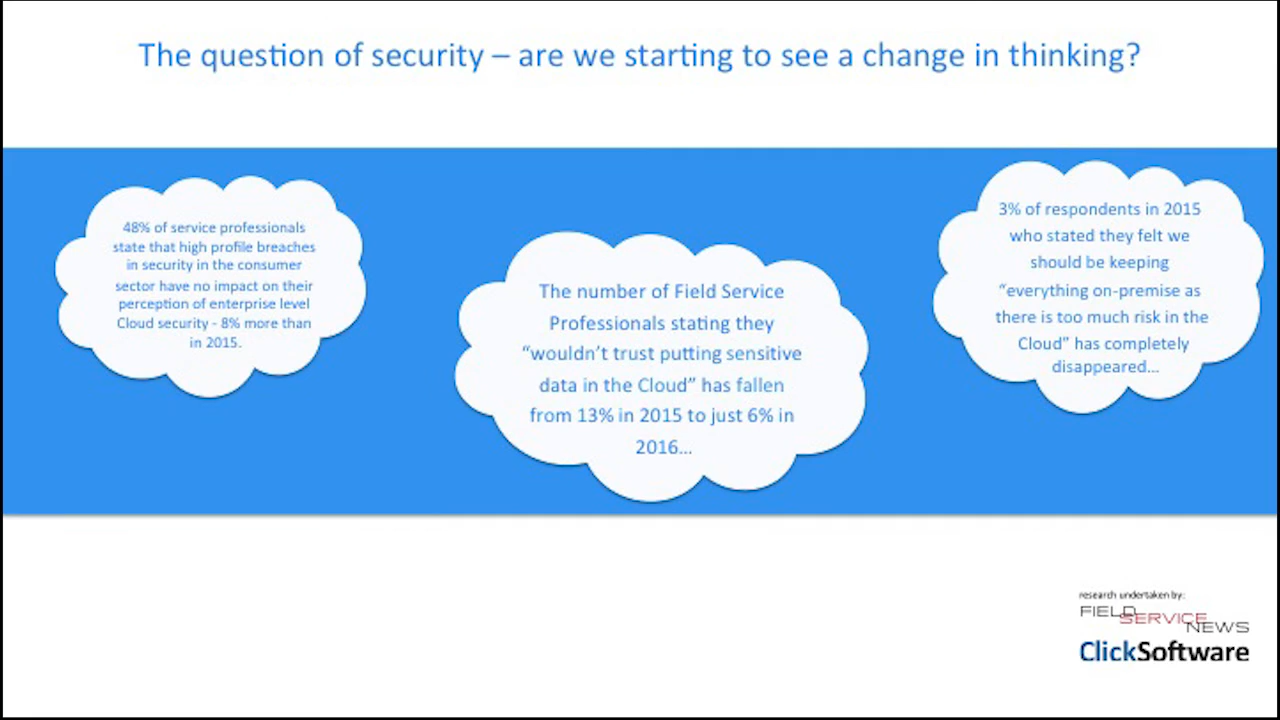 The question of security – are we starting to see a change in thinking?
48% of service professionals
state that high profile breaches
in security in the consumer
sector have no impact on their
perception of enterprise level
Cloud security - 8% more than
in 2015.
The number of Field Service
Professionals stating they
“wouldn’t trust putting sensitive
data in the Cloud” has fallen
from 13% in 2015 to just 6% in
2016…
3% of respondents in 2015
who stated they felt we
should be keeping
“everything on-premise as
there is too much risk in the
Cloud” has completely
disappeared…
research undertaken by:
FIELD
SERVICE
NEWS
ClickSoftware